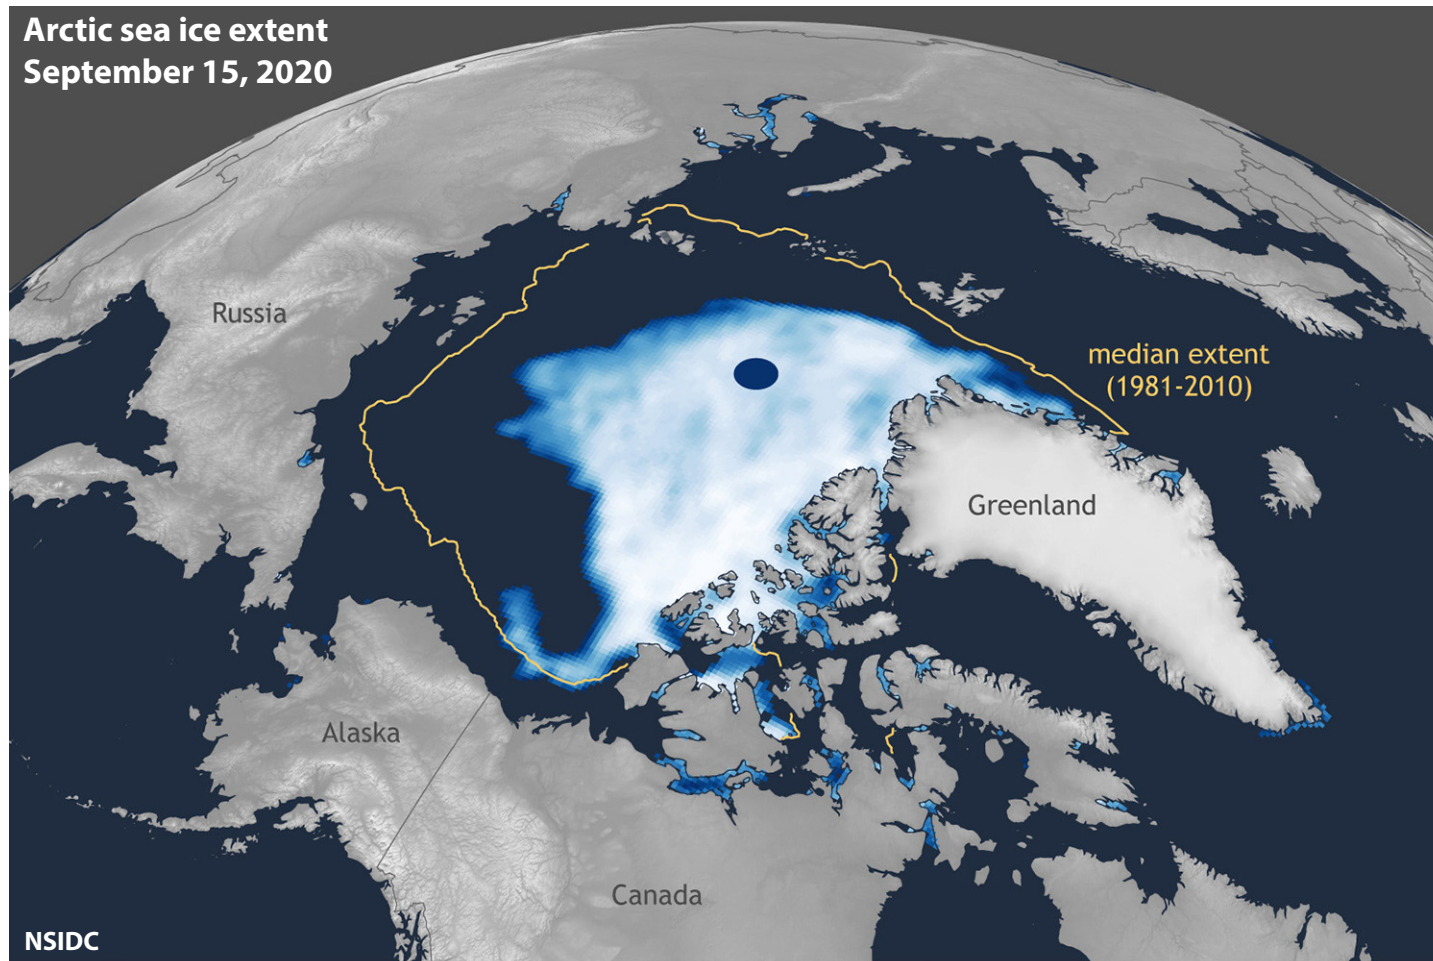 Arctic sea ice extent
September 15, 2020
Russia
median extent
(1981-2010)
Greenland
Alaska
Canada
NSIDC